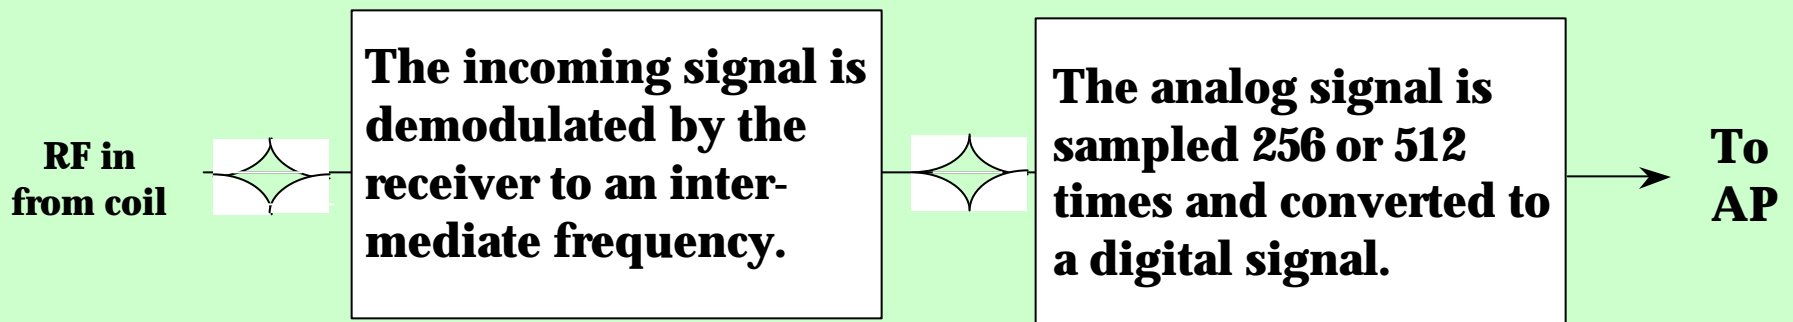 RF in
from coil
The incoming signal is
demodulated by the
receiver to an inter-
mediate frequency.
The analog signal is
sampled 256 or 512
times and converted to
a digital signal.
To
AP